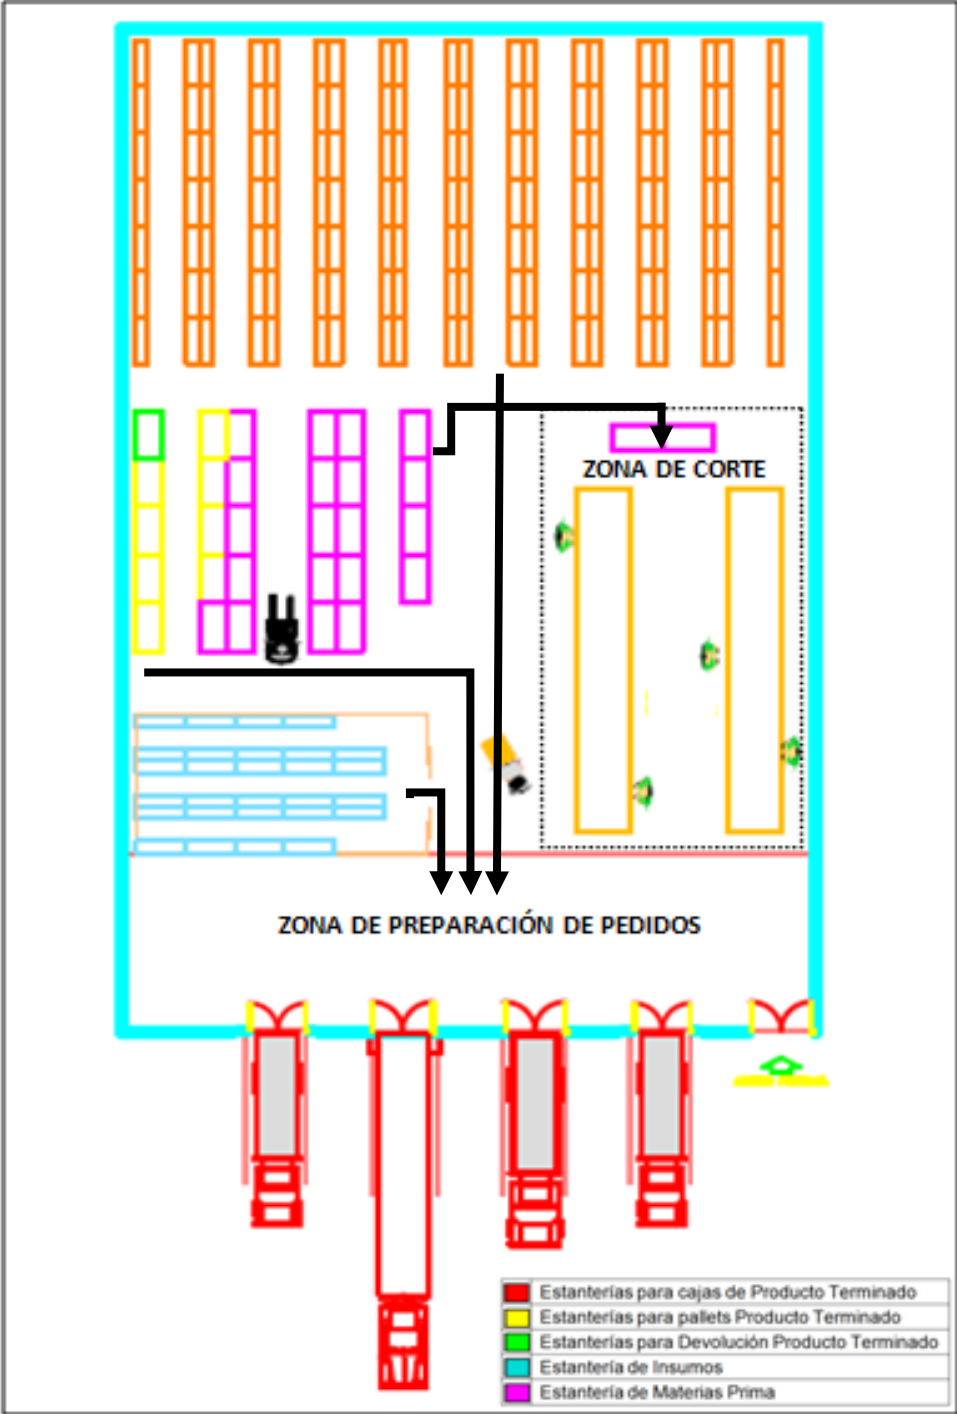 ZONA DE CORTE
ZONA DE PREPARACIÓN DE PEDIDOS
Estanterías para cajas de Producto Terminado
Estanterías para pallets Producto Terminado
Estanterías para Devolución Producto Terminado
Estantería de Insumos
Estantería de Materias Prima